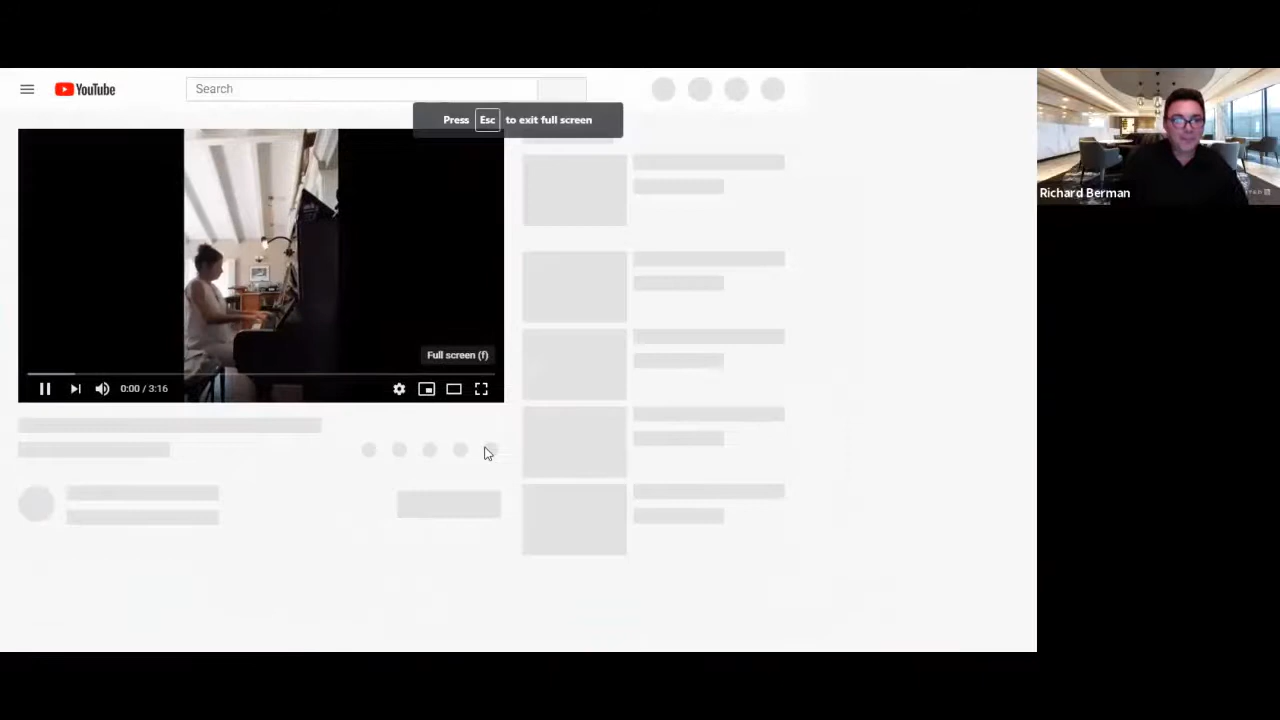 YouTube
Search
Press Esc to exit full screen
Richard Berman
Full screen (f)
0:00 / 3:16